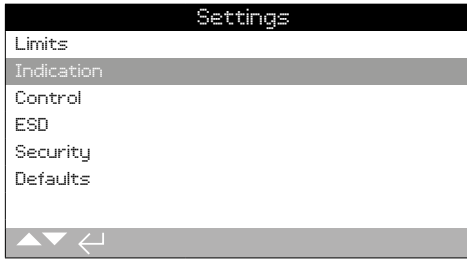 Settings
Limits
Indication
Control
ESD
Security
Defaults